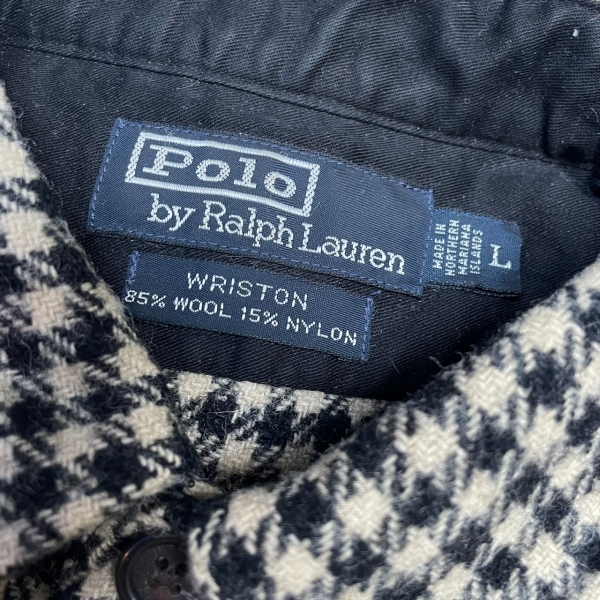 Polo
by Ralph Lauren
MADE IN
NORTHERN
MARIANA
ISLANDS
L
WRISTON
85% WOOL 15% NYLON